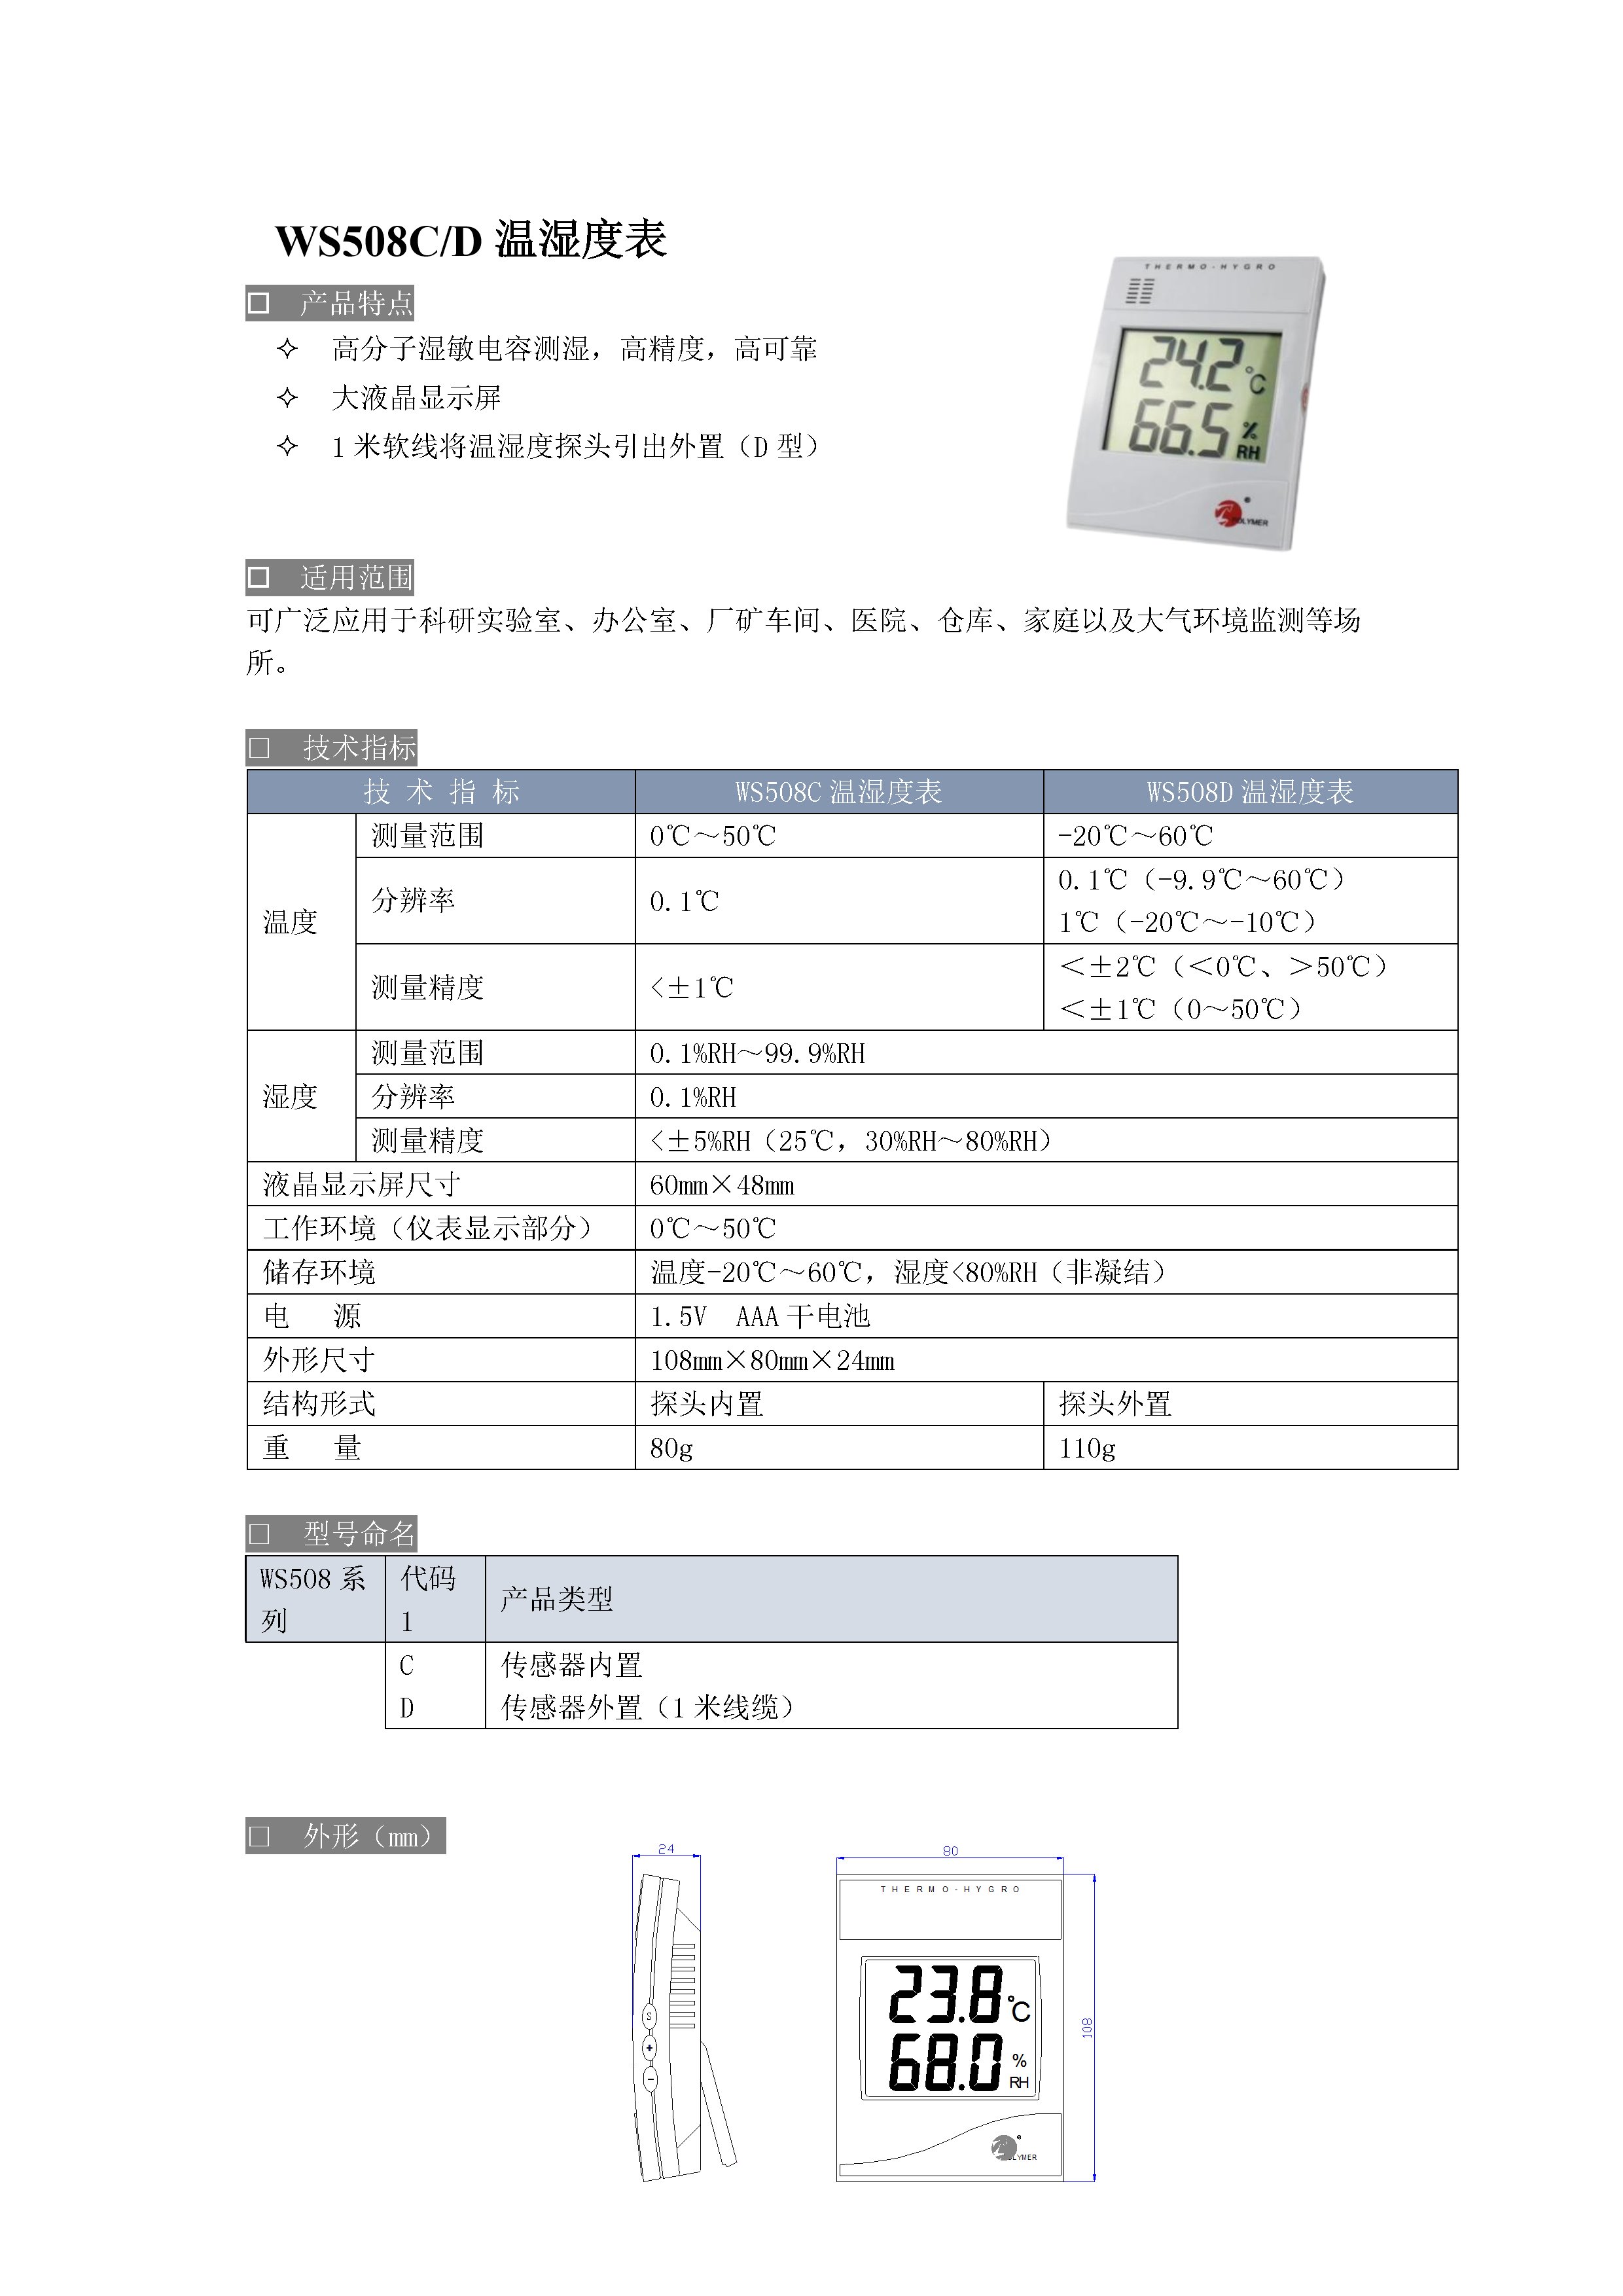 WS508C/D 温湿度表
□ 产品特点
✧ 高分子湿敏电容测湿，高精度，高可靠
✧ 大液晶显示屏
✧ 1 米软线将温湿度探头引出外置（D 型）
THERMO-HYGRO
24.2 ℃
66.5 % RH
POLYMER
□ 适用范围
可广泛应用于科研实验室、办公室、厂矿车间、医院、仓库、家庭以及大气环境监测等场
所。
□ 技术指标
技 术 指 标 WS508C 温湿度表 WS508D 温湿度表
温度
测量范围 0℃～50℃ -20℃～60℃
分辨率 0.1℃ 0.1℃（-9.9℃～60℃）
1℃（-20℃～-10℃）
测量精度 <±1℃ ＜±2℃（＜0℃、＞50℃）
＜±1℃（0～50℃）
湿度
测量范围 0.1%RH～99.9%RH
分辨率 0.1%RH
测量精度 <±5%RH（25℃，30%RH～80%RH）
液晶显示屏尺寸 60mm×48mm
工作环境（仪表显示部分） 0℃～50℃
储存环境 温度-20℃～60℃，湿度<80%RH（非凝结）
电 源 1.5V AAA 干电池
外形尺寸 108mm×80mm×24mm
结构形式 探头内置 探头外置
重 量 80g 110g
□ 型号命名
WS508 系
列
代码
1
产品类型
C 传感器内置
D 传感器外置（1 米线缆）
□ 外形（mm）
24
80
THERMO-HYGRO
23.8 ℃
68.0 % RH
108
S
+
-
®
LYMER